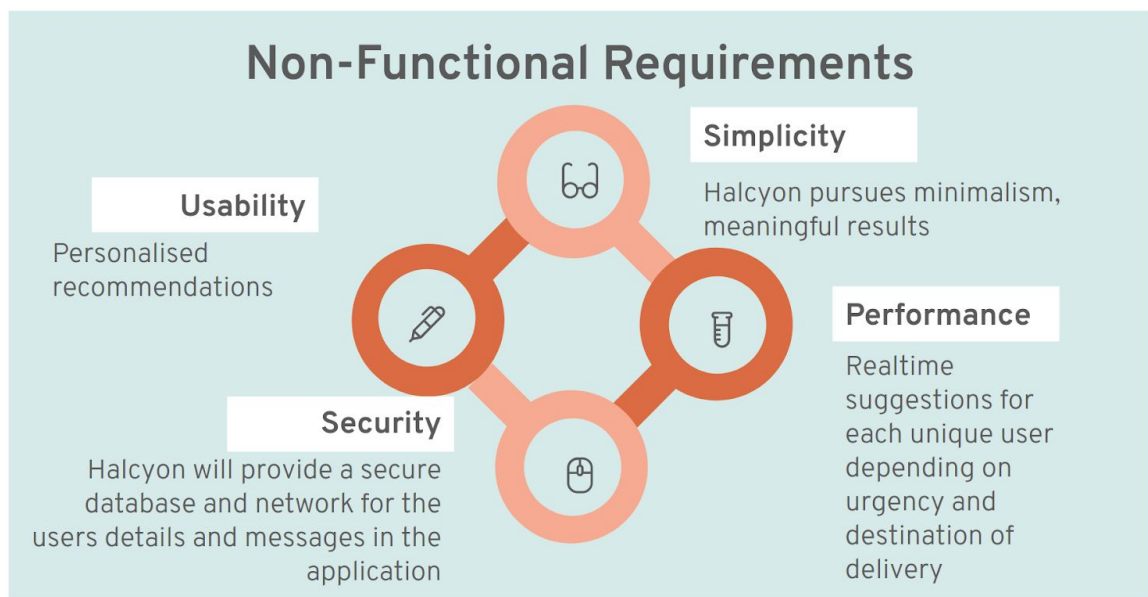 Non-Functional Requirements
Simplicity
Halcyon pursues minimalism,
meaningful results
Usability
Personalised
recommendations
Performance
Realtime
suggestions for
each unique user
depending on
urgency and
destination of
delivery
Security
Halcyon will provide a secure
database and network for the
users details and messages in the
application